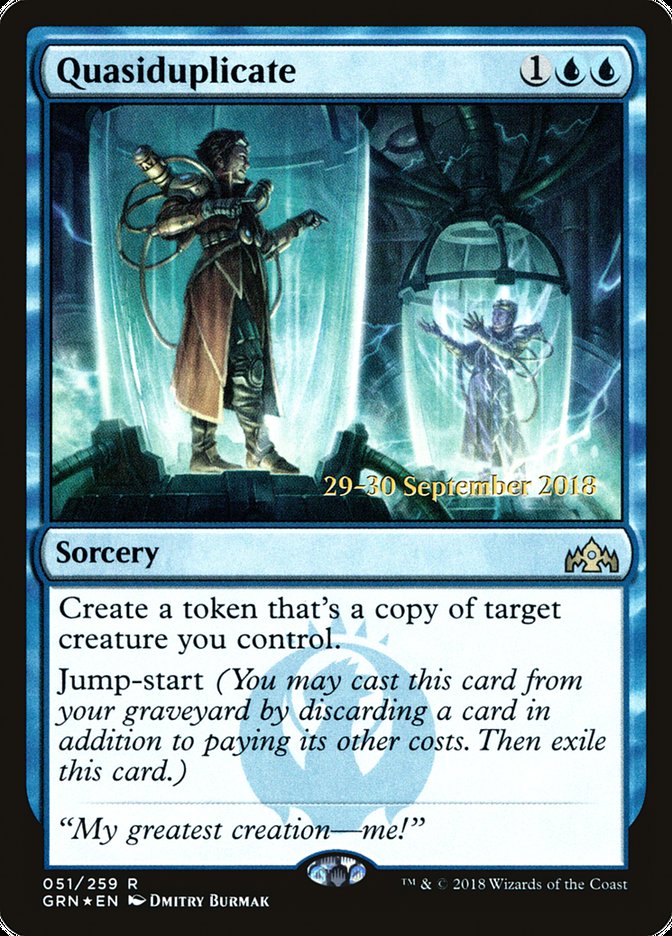 Quasiduplicate 1
29–30 September 2018
Sorcery
Create a token that's a copy of target
creature you control.
Jump-start (You may cast this card from
your graveyard by discarding a card in
addition to paying its other costs. Then exile
this card.)
"My greatest creation—me!"
051/259 R
GRN★EN Dmitry Burmak
™ & © 2018 Wizards of the Coast